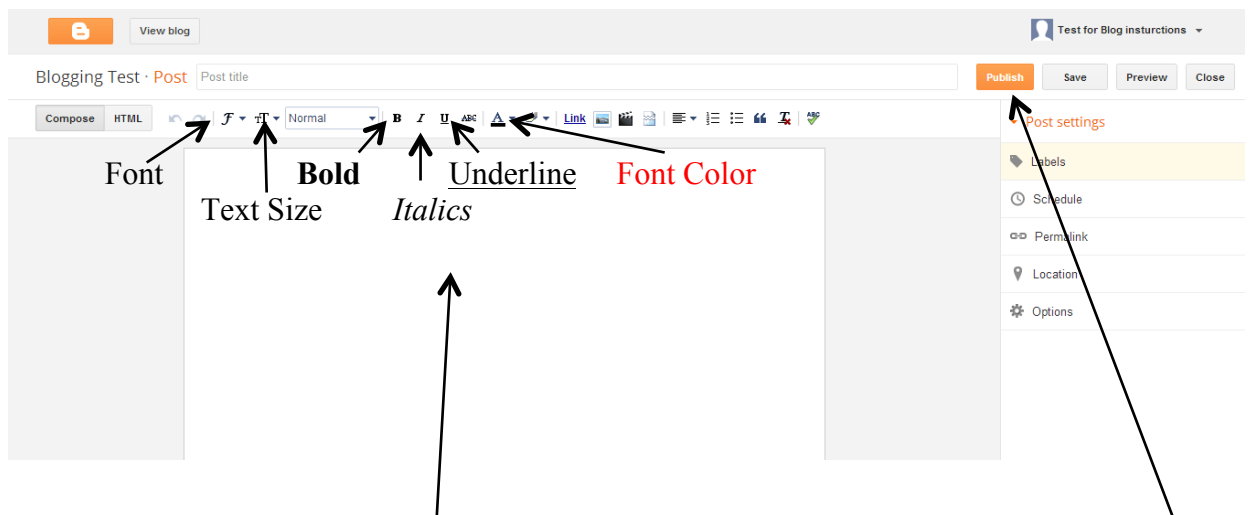 View blog
Test for Blog insturctions
Blogging Test · Post Post title Publish Save Preview Close
Compose HTML Normal B I U ABC A Link ABC
Post settings
Font Bold Underline Font Color
Text Size Italics
Labels
Schedule
Permalink
Location
Options